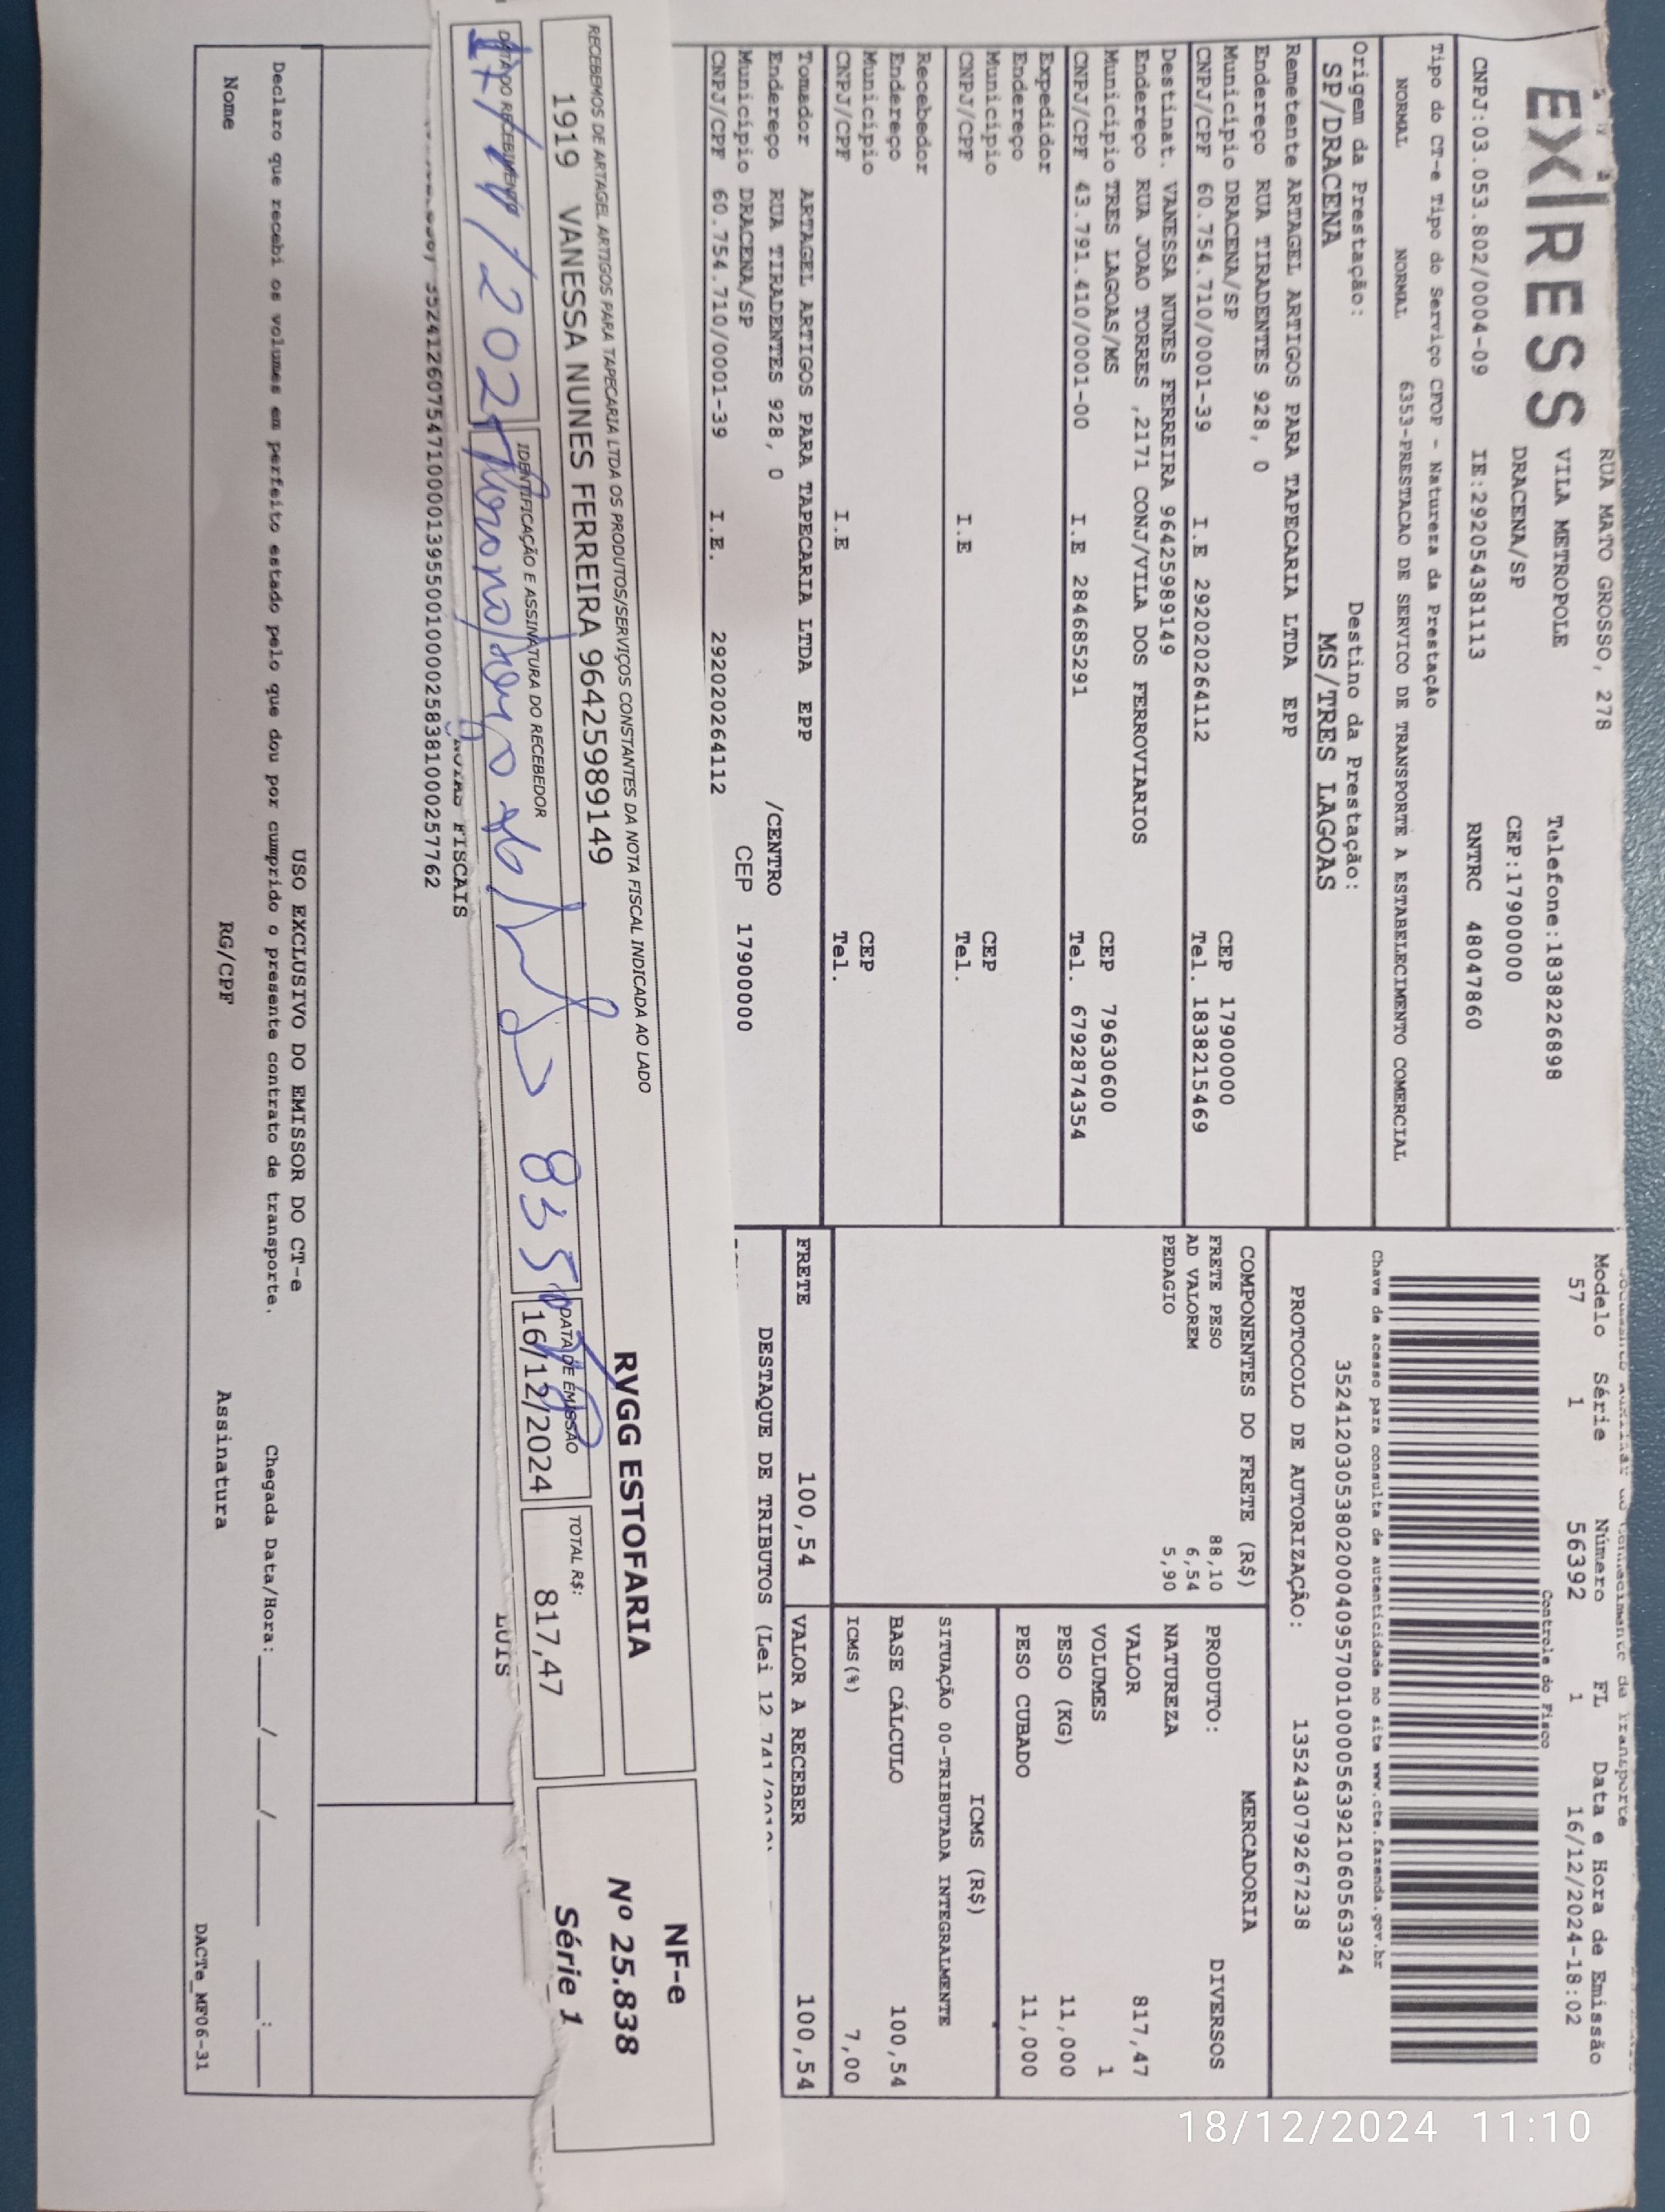 EXPRESS
RUA MATO GROSSO, 278
VILA METROPOLE
DRACENA/SP
Telefone:1838226898
CEP:17900000
CNPJ:03.053.802/0004-09 IE:292054381113 RNTRC 48047860
Modelo Série Número FL Data e Hora de Emissão
57 1 56392 1 16/12/2024-18:02
Controle do Fisco
Chave de acesso para consulta de autenticidade no site www.cte.fazenda.gov.br
35241203053802000409570010000563921060563924
PROTOCOLO DE AUTORIZAÇÃO: 135243079267238
Tipo do CT-e Tipo do Serviço CFOP - Natureza da Prestação
NORMAL NORMAL 6353-PRESTACAO DE SERVICO DE TRANSPORTE A ESTABELECIMENTO COMERCIAL
Origem da Prestação: Destino da Prestação:
SP/DRACENA MS/TRES LAGOAS
Remetente ARTAGEL ARTIGOS PARA TAPECARIA LTDA EPP
Endereço RUA TIRADENTES 928, 0
Município DRACENA/SP CEP 17900000
CNPJ/CPF 60.754.710/0001-39 I.E 292020264112 Tel. 1838215469
Destinat. VANESSA NUNES FERREIRA 96425989149
Endereço RUA JOAO TORRES ,2171 CONJ/VILA DOS FERROVIARIOS
Município TRES LAGOAS/MS CEP 79630600
CNPJ/CPF 43.791.410/0001-00 I.E 284685291 Tel. 6792874354
Expedidor
Endereço
Município CEP
CNPJ/CPF I.E Tel.
Recebedor
Endereço
Município CEP
CNPJ/CPF I.E Tel.
Tomador ARTAGEL ARTIGOS PARA TAPECARIA LTDA EPP
Endereço RUA TIRADENTES 928, 0 /CENTRO
Município DRACENA/SP CEP 17900000
CNPJ/CPF 60.754.710/0001-39 I.E. 292020264112
COMPONENTES DO FRETE (R$)
FRETE PESO 88,10
AD VALOREM 6,54
PEDAGIO 5,90
MERCADORIA
PRODUTO: DIVERSOS
NATUREZA
VALOR 817,47
VOLUMES 1
PESO (KG) 11,000
PESO CUBADO 11,000
ICMS (R$)
SITUAÇÃO 00-TRIBUTADA INTEGRALMENTE
BASE CÁLCULO 100,54
ICMS(%) 7,00
FRETE 100,54 VALOR A RECEBER 100,54
DESTAQUE DE TRIBUTOS (Lei 12.741/2012)
RECEBEMOS DE ARTAGEL ARTIGOS PARA TAPECARIA LTDA OS PRODUTOS/SERVIÇOS CONSTANTES DA NOTA FISCAL INDICADA AO LADO
1919 VANESSA NUNES FERREIRA 96425989149
RVGG ESTOFARIA
NF-e
Nº 25.838
Série 1
DATA DO RECEBIMENTO
IDENTIFICAÇÃO E ASSINATURA DO RECEBEDOR
DATA DE EMISSÃO
16/12/2024
TOTAL R$:
817,47
LUIS
FISCAIS
35241260754710000139550010000258381000257762
USO EXCLUSIVO DO EMISSOR DO CT-e
Declaro que recebi os volumes em perfeito estado pelo que dou por cumprido o presente contrato de transporte. Chegada Data/Hora: ___/___/_____ ___:___
Nome RG/CPF Assinatura
DACTe_MF06-31
18/12/2024 11:10